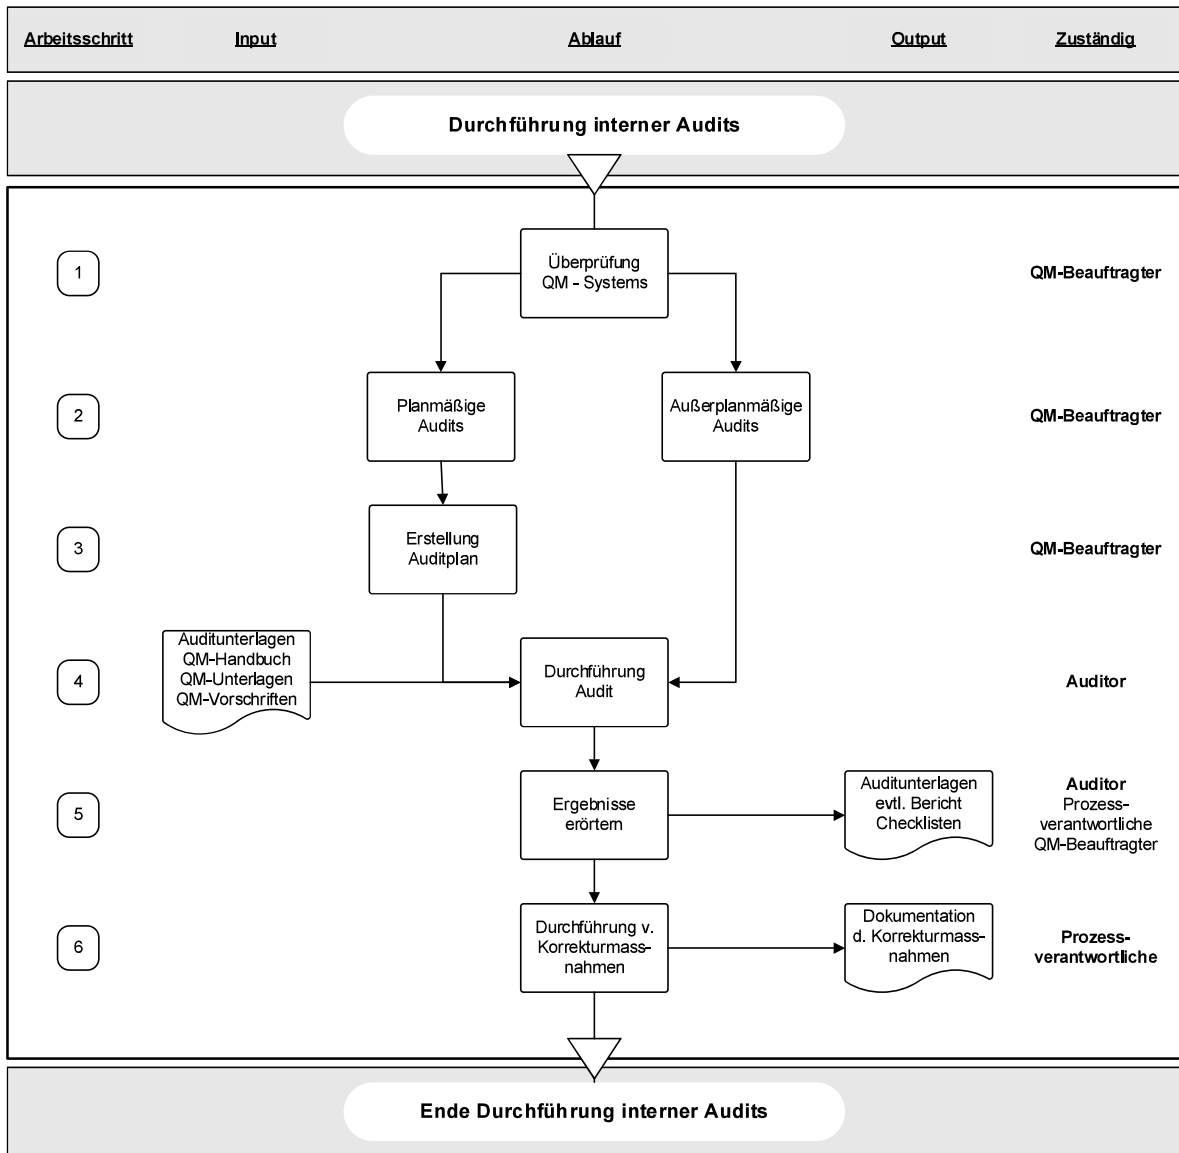 Arbeitsschritt Input Ablauf Output Zuständig
Durchführung interner Audits
1
Überprüfung
QM - Systems
QM-Beauftragter
2
Planmäßige
Audits
Außerplanmäßige
Audits
QM-Beauftragter
3
Erstellung
Auditplan
QM-Beauftragter
4
Auditunterlagen
QM-Handbuch
QM-Unterlagen
QM-Vorschriften
Durchführung
Audit
Auditor
5
Ergebnisse
erörtern
Auditunterlagen
evtl. Bericht
Checklisten
Auditor
Prozess-
verantwortliche
QM-Beauftragter
6
Durchführung v.
Korrekturmass-
nahmen
Dokumentation
d. Korrekturmass-
nahmen
Prozess-
verantwortliche
Ende Durchführung interner Audits